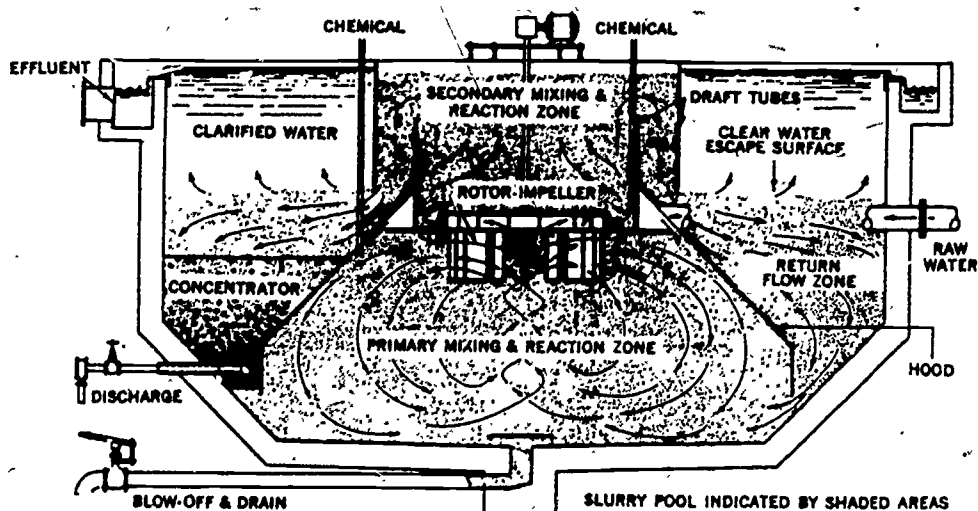 CHEMICAL
CHEMICAL
EFFLUENT
SECONDARY MIXING &
REACTION ZONE
DRAFT TUBES
CLARIFIED WATER
CLEAR WATER
ESCAPE SURFACE
ROTOR-IMPELLER
RAW
WATER
CONCENTRATOR
RETURN
FLOW ZONE
PRIMARY MIXING & REACTION ZONE
HOOD
DISCHARGE
BLOW-OFF & DRAIN
SLURRY POOL INDICATED BY SHADED AREAS